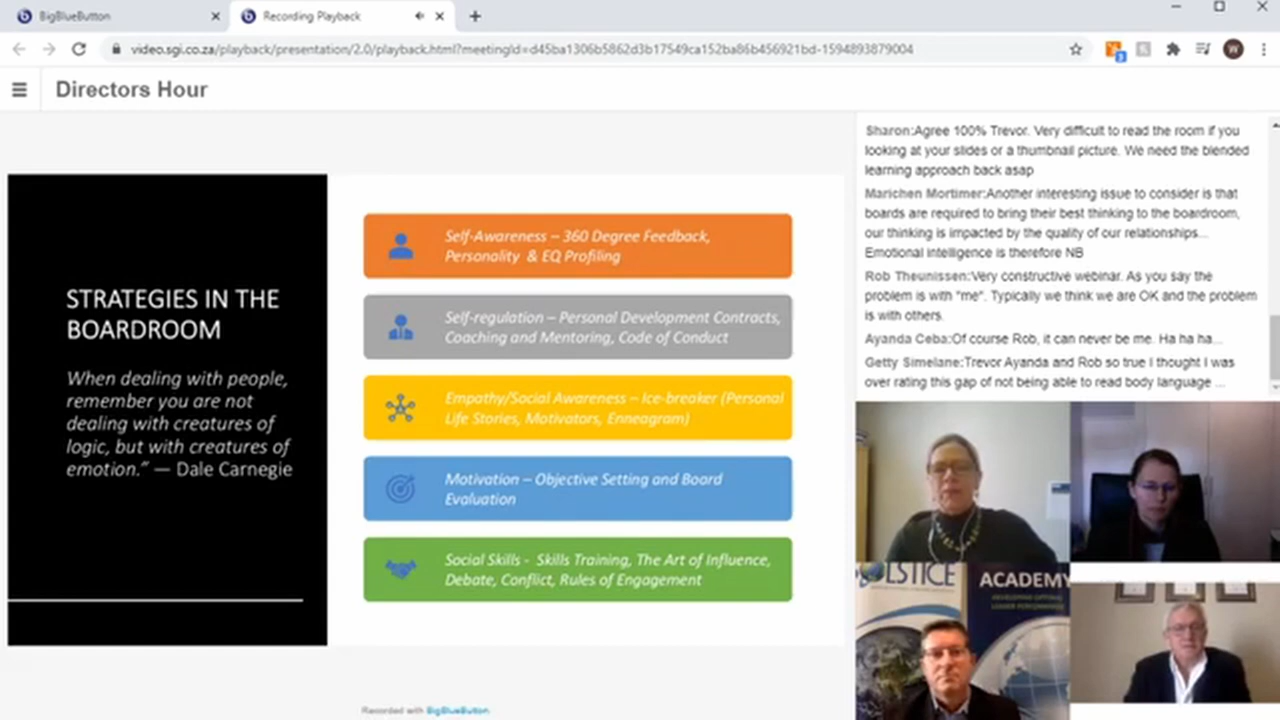 BigBlueButton
Recording Playback
video.sgi.co.za/playback/presentation/2.0/playback.html?meetingId=d45ba1306b5862d3b17549ca152ba86b456921bd-1594893879004
W
Directors Hour
STRATEGIES IN THE
BOARDROOM
When dealing with people,
remember you are not
dealing with creatures of
logic, but with creatures of
emotion.” — Dale Carnegie
Self-Awareness – 360 Degree Feedback,
Personality & EQ Profiling
Self-regulation – Personal Development Contracts,
Coaching and Mentoring, Code of Conduct
Empathy/Social Awareness – Ice-breaker (Personal
Life Stories, Motivators, Enneagram)
Motivation – Objective Setting and Board
Evaluation
Social Skills - Skills Training, The Art of Influence,
Debate, Conflict, Rules of Engagement
Recorded with BigBlueButton
Sharon:Agree 100% Trevor. Very difficult to read the room if you
looking at your slides or a thumbnail picture. We need the blended
learning approach back asap
Marichen Mortimer:Another interesting issue to consider is that
boards are required to bring their best thinking to the boardroom,
our thinking is impacted by the quality of our relationships...
Emotional intelligence is therefore NB
Rob Theunissen:Very constructive webinar. As you say the
problem is with "me". Typically we think we are OK and the problem
is with others.
Ayanda Ceba:Of course Rob, it can never be me. Ha ha ha...
Getty Simelane:Trevor Ayanda and Rob so true I thought I was
over rating this gap of not being able to read body language ...
OLSTICE
ACADEMY